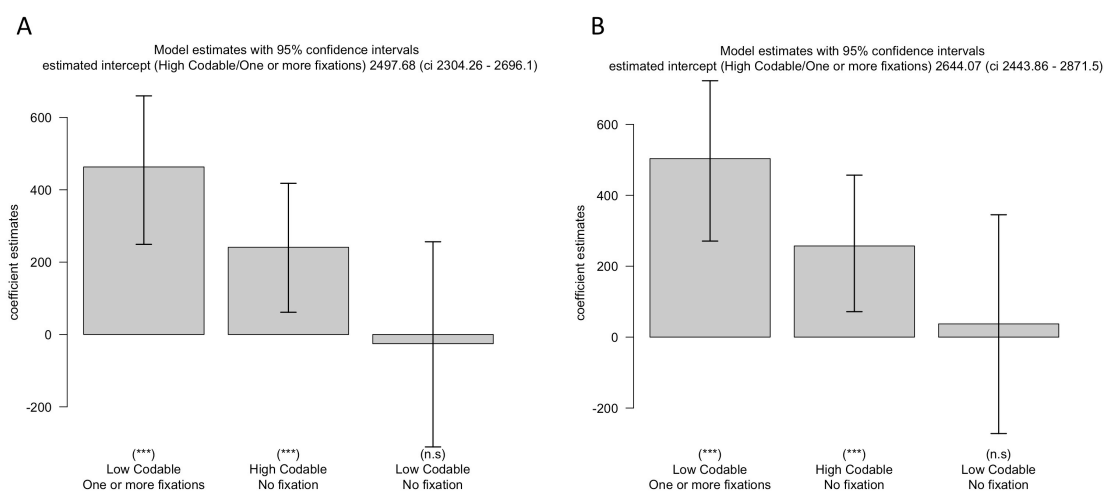 A
Model estimates with 95% confidence intervals
estimated intercept (High Codable/One or more fixations) 2497.68 (ci 2304.26 - 2696.1)
coefficient estimates
600
400
200
0
-200
(***)
Low Codable
One or more fixations
(***)
High Codable
No fixation
(n.s)
Low Codable
No fixation
B
Model estimates with 95% confidence intervals
estimated intercept (High Codable/One or more fixations) 2644.07 (ci 2443.86 - 2871.5)
coefficient estimates
600
400
200
0
-200
(***)
Low Codable
One or more fixations
(***)
High Codable
No fixation
(n.s)
Low Codable
No fixation